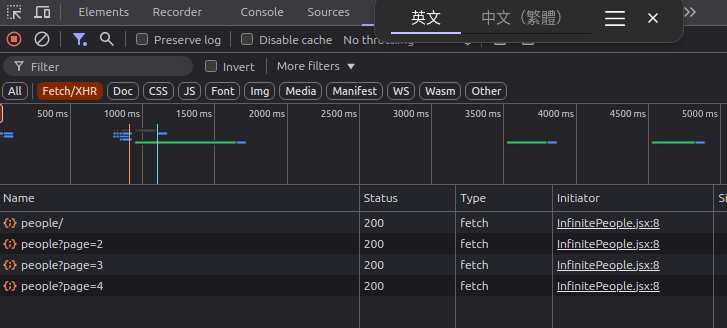 Elements Recorder Console Sources
英文 中文（繁體）
Preserve log Disable cache
Filter Invert More filters
All Fetch/XHR Doc CSS JS Font Img Media Manifest WS Wasm Other
500 ms 1000 ms 1500 ms 2000 ms 2500 ms 3000 ms 3500 ms 4000 ms 4500 ms 5000 ms
Name Status Type Initiator
people/ 200 fetch InfinitePeople.jsx:8
people?page=2 200 fetch InfinitePeople.jsx:8
people?page=3 200 fetch InfinitePeople.jsx:8
people?page=4 200 fetch InfinitePeople.jsx:8